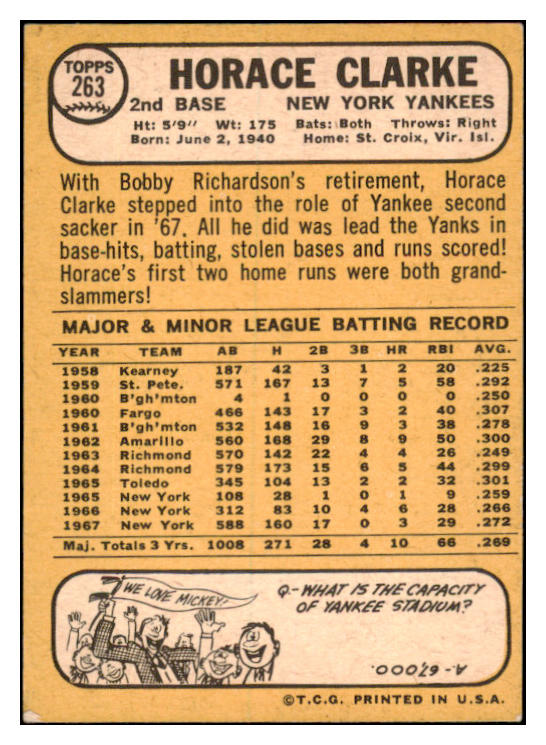 TOPPS
263
HORACE CLARKE
2nd BASE NEW YORK YANKEES
Ht: 5'9" Wt: 175 Bats: Both Throws: Right
Born: June 2, 1940 Home: St. Croix, Vir. Isl.
With Bobby Richardson's retirement, Horace
Clarke stepped into the role of Yankee second
sacker in '67. All he did was lead the Yanks in
base-hits, batting, stolen bases and runs scored!
Horace's first two home runs were both grand-
slammers!
MAJOR & MINOR LEAGUE BATTING RECORD
YEAR TEAM AB H 2B 3B HR RBI AVG.
1958 Kearney 187 42 3 1 2 20 .225
1959 St. Pete. 571 167 13 7 5 58 .292
1960 B'gh'mton 4 1 0 0 0 0 .250
1960 Fargo 466 143 17 3 2 40 .307
1961 B'gh'mton 532 148 16 9 3 38 .278
1962 Amarillo 560 168 29 8 9 50 .300
1963 Richmond 570 142 22 4 4 26 .249
1964 Richmond 579 173 15 6 5 44 .299
1965 Toledo 345 104 13 2 2 32 .301
1965 New York 108 28 1 0 1 9 .259
1966 New York 312 83 10 4 6 28 .266
1967 New York 588 160 17 0 3 29 .272
Maj. Totals 3 Yrs. 1008 271 28 4 10 66 .269
WE LOVE MICKEY!
Q.-WHAT IS THE CAPACITY
OF YANKEE STADIUM?
A.- 67,000.
©T.C.G. PRINTED IN U.S.A.